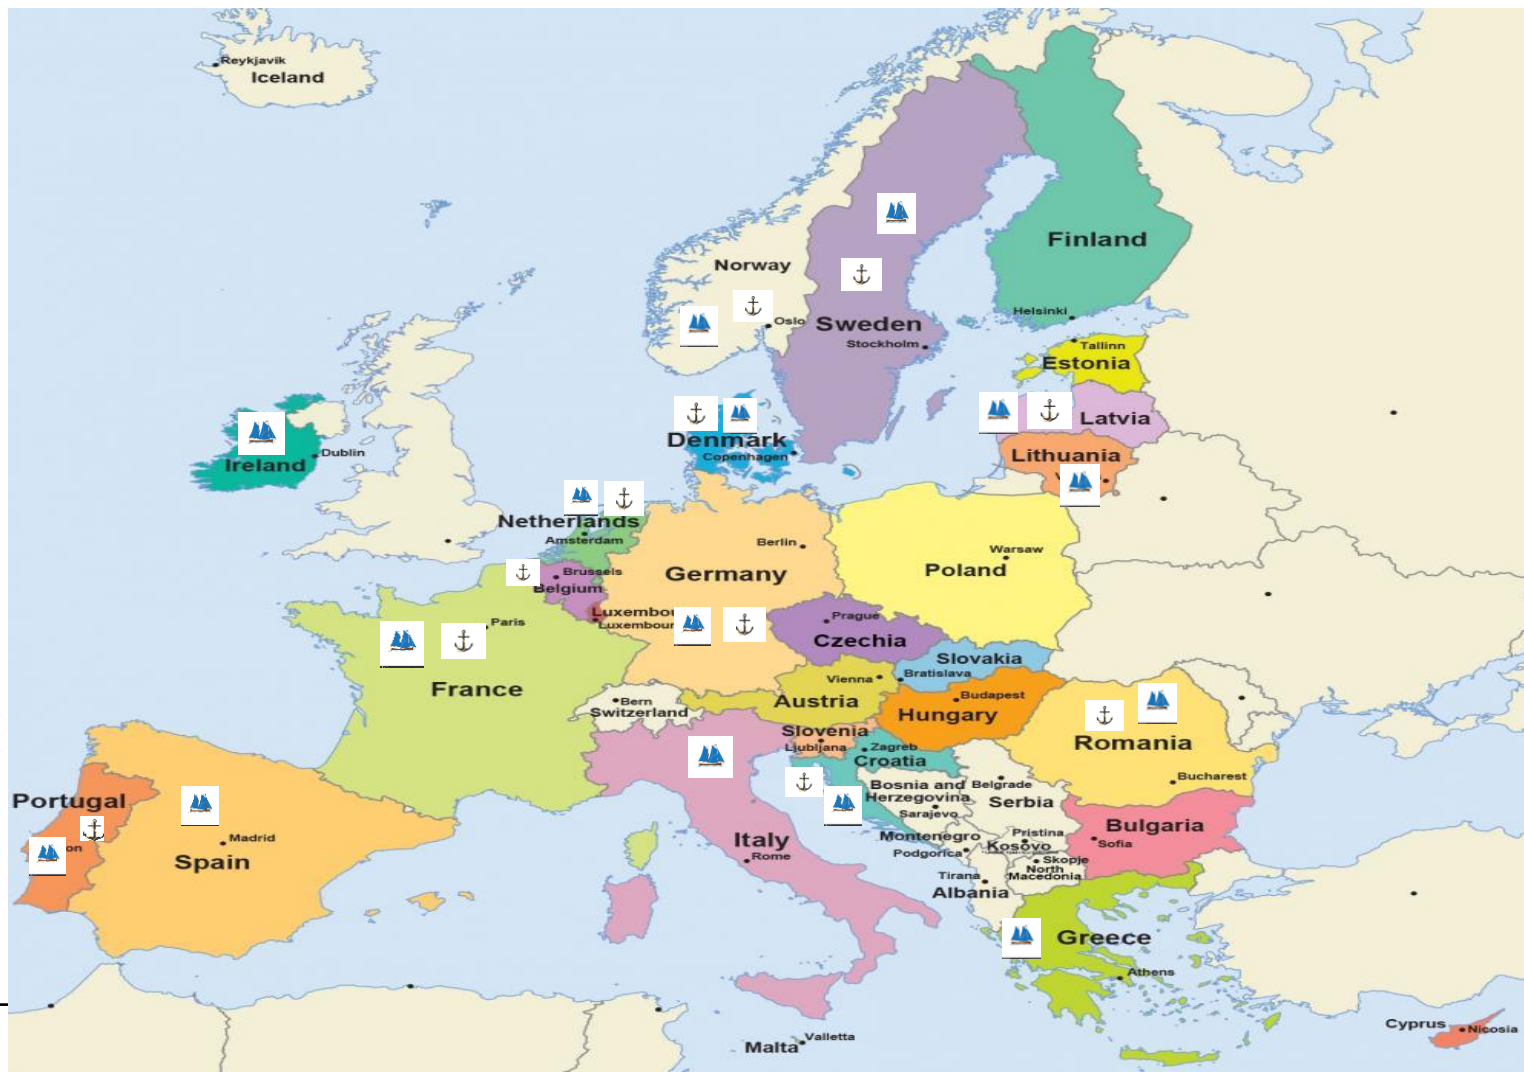 Reykjavik
Iceland
Finland
Norway
Oslo
Sweden
Helsinki
Stockholm
Tallinn
Estonia
Latvia
Denmark
Copenhagen
Lithuania
Dublin
Ireland
Netherlands
Amsterdam
Berlin
Warsaw
Germany
Poland
Brussels
Belgium
Luxembou
Luxembour
Paris
Prague
Czechia
Slovakia
Bratislava
Vienna
France
Austria
Budapest
Hungary
Bern
Switzerland
Slovenia
Ljubljana
Zagreb
Croatia
Romania
Bucharest
Bosnia and
Herzegovina
Sarajevo
Belgrade
Serbia
Portugal
on
Madrid
Spain
Italy
Rome
Montenegro
Podgorica
Pristina
Kosovo
Bulgaria
Sofia
Skopje
North
Macedonia
Tirana
Albania
Greece
Athens
Cyprus
Nicosia
Malta
Valletta